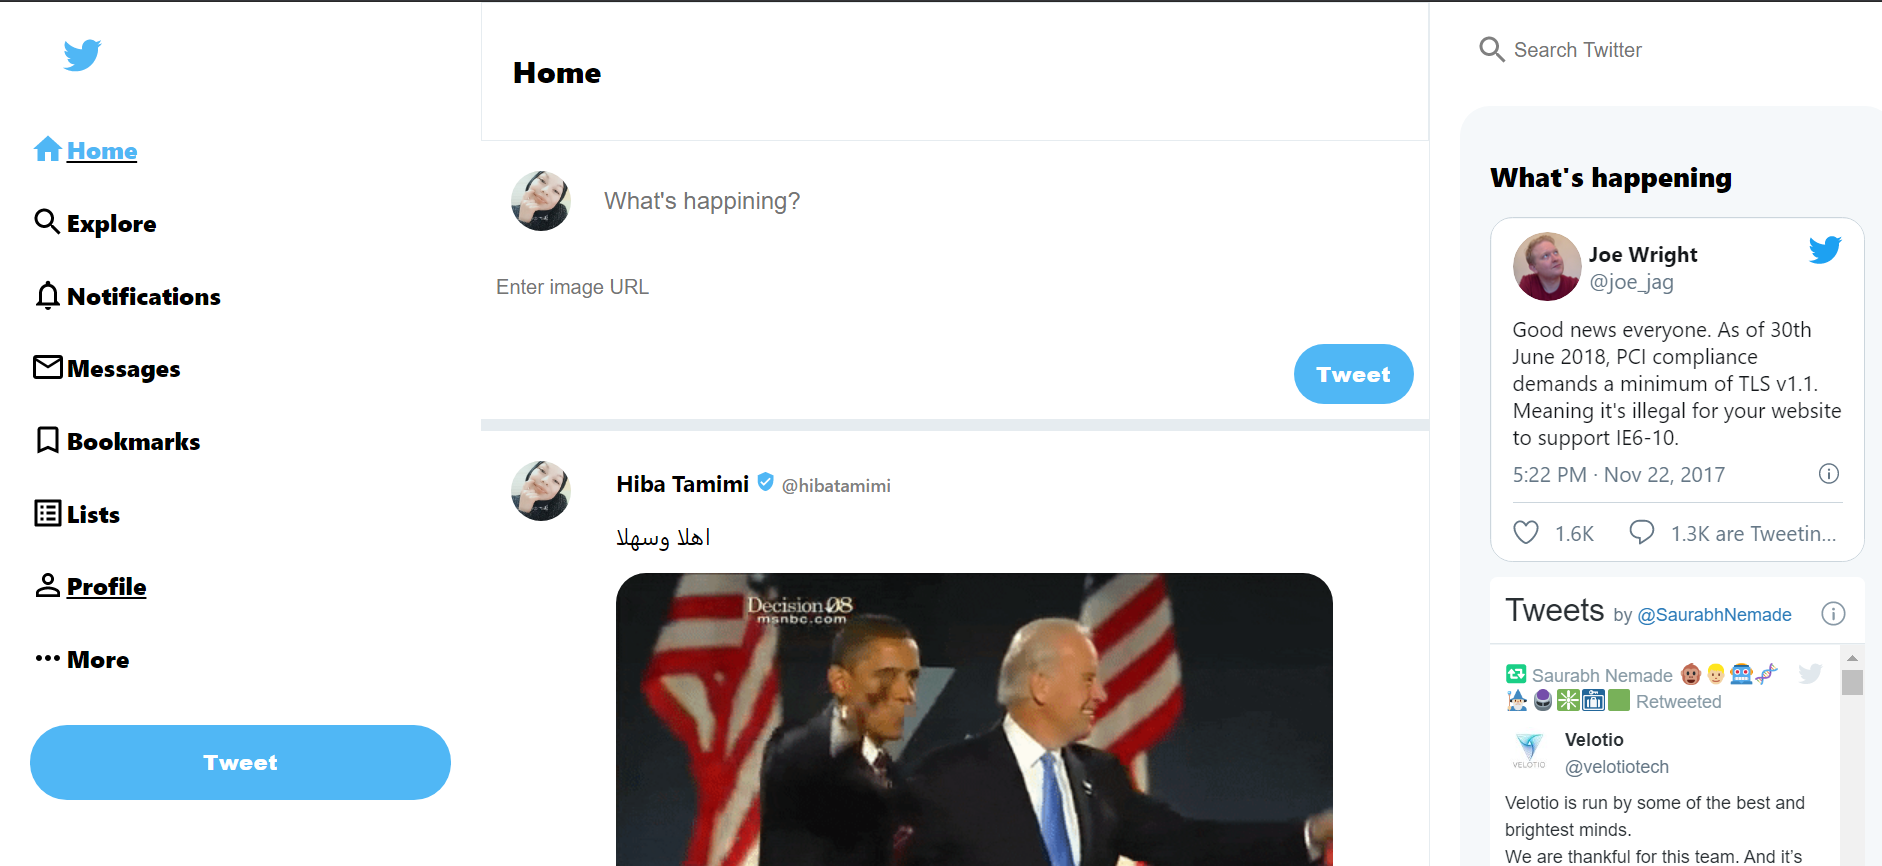 Home
Explore
Notifications
Messages
Bookmarks
Lists
Profile
More
Tweet
Home
What's happining?
Enter image URL
Tweet
Hiba Tamimi @hibatamimi
اهلا وسهلا
Decision 08
msnbc.com
Search Twitter
What's happening
Joe Wright
@joe_jag
Good news everyone. As of 30th
June 2018, PCI compliance
demands a minimum of TLS v1.1.
Meaning it's illegal for your website
to support IE6-10.
5:22 PM · Nov 22, 2017
1.6K 1.3K are Tweetin...
Tweets by @SaurabhNemade
Saurabh Nemade
Retweeted
VELOTIO
Velotio
@velotiotech
Velotio is run by some of the best and
brightest minds.
We are thankful for this team. And it's